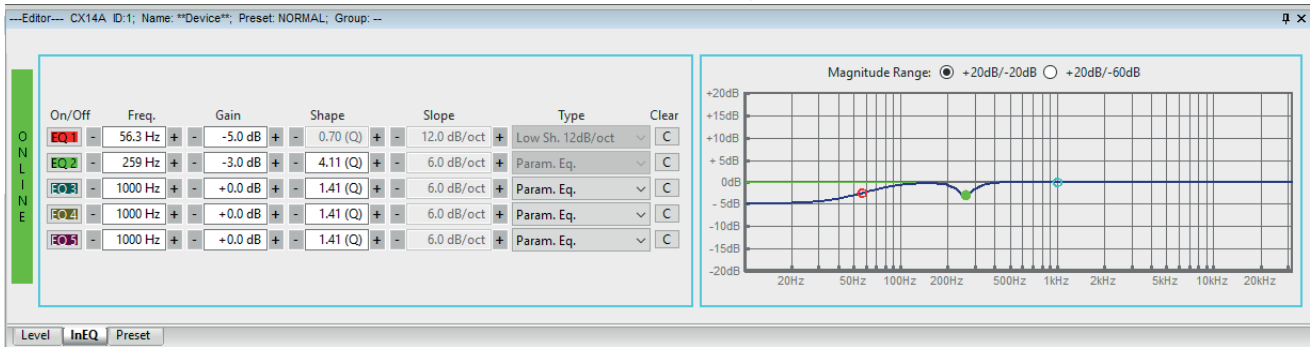 ---Editor--- CX14A ID:1; Name: **Device**; Preset: NORMAL; Group: --
Magnitude Range: +20dB/-20dB +20dB/-60dB
On/Off Freq. Gain Shape Slope Type Clear
EQ 1 - 56.3 Hz + - -5.0 dB + - 0.70 (Q) + - 12.0 dB/oct + Low Sh. 12dB/oct C
EQ 2 - 259 Hz + - -3.0 dB + - 4.11 (Q) + - 6.0 dB/oct + Param. Eq. C
EQ 3 - 1000 Hz + - +0.0 dB + - 1.41 (Q) + - 6.0 dB/oct + Param. Eq. C
EQ 4 - 1000 Hz + - +0.0 dB + - 1.41 (Q) + - 6.0 dB/oct + Param. Eq. C
EQ 5 - 1000 Hz + - +0.0 dB + - 1.41 (Q) + - 6.0 dB/oct + Param. Eq. C
ONLINE
+20dB
+15dB
+10dB
+ 5dB
0dB
- 5dB
-10dB
-15dB
-20dB
20Hz 50Hz 100Hz 200Hz 500Hz 1kHz 2kHz 5kHz 10kHz 20kHz
Level InEQ Preset